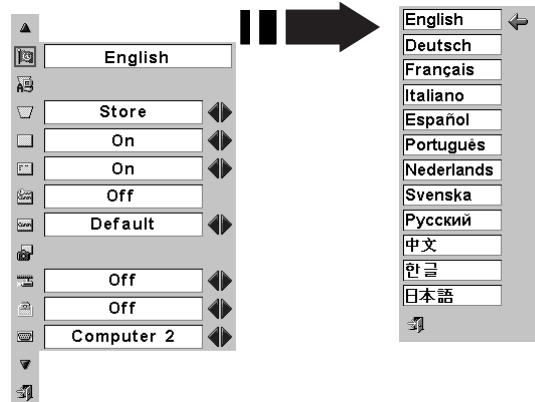 English
Store
On
On
Off
Default
Off
Off
Computer 2
English
Deutsch
Français
Italiano
Español
Português
Nederlands
Svenska
Русский
中文
한글
日本語